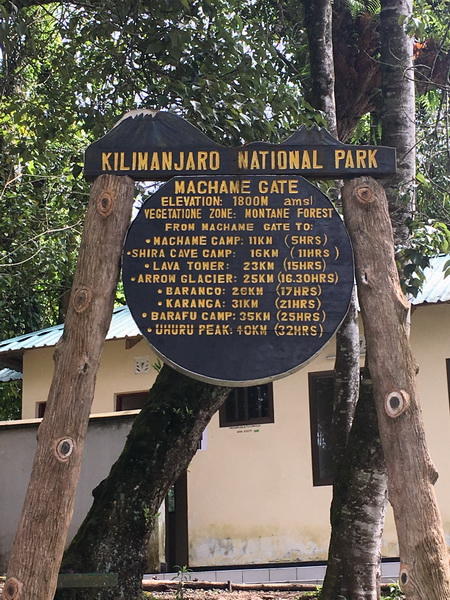 KILIMANJARO NATIONAL PARK
MACHAME GATE
ELEVATION: 1800M amsl
VEGETATIONE ZONE: MONTANE FOREST
FROM MACHAME GATE TO:
• MACHAME CAMP: 11KM (5HRS)
• SHIRA CAVE CAMP: 16KM (11HRS)
• LAVA TOWER: 23KM (15HRS)
• ARROW GLACIER: 25KM (16.30HRS)
• BARANCO: 26KM (17HRS)
• KARANGA: 31KM (21HRS)
• BARAFU CAMP: 35KM (25HRS)
• UHURU PEAK: 40KM (32HRS)